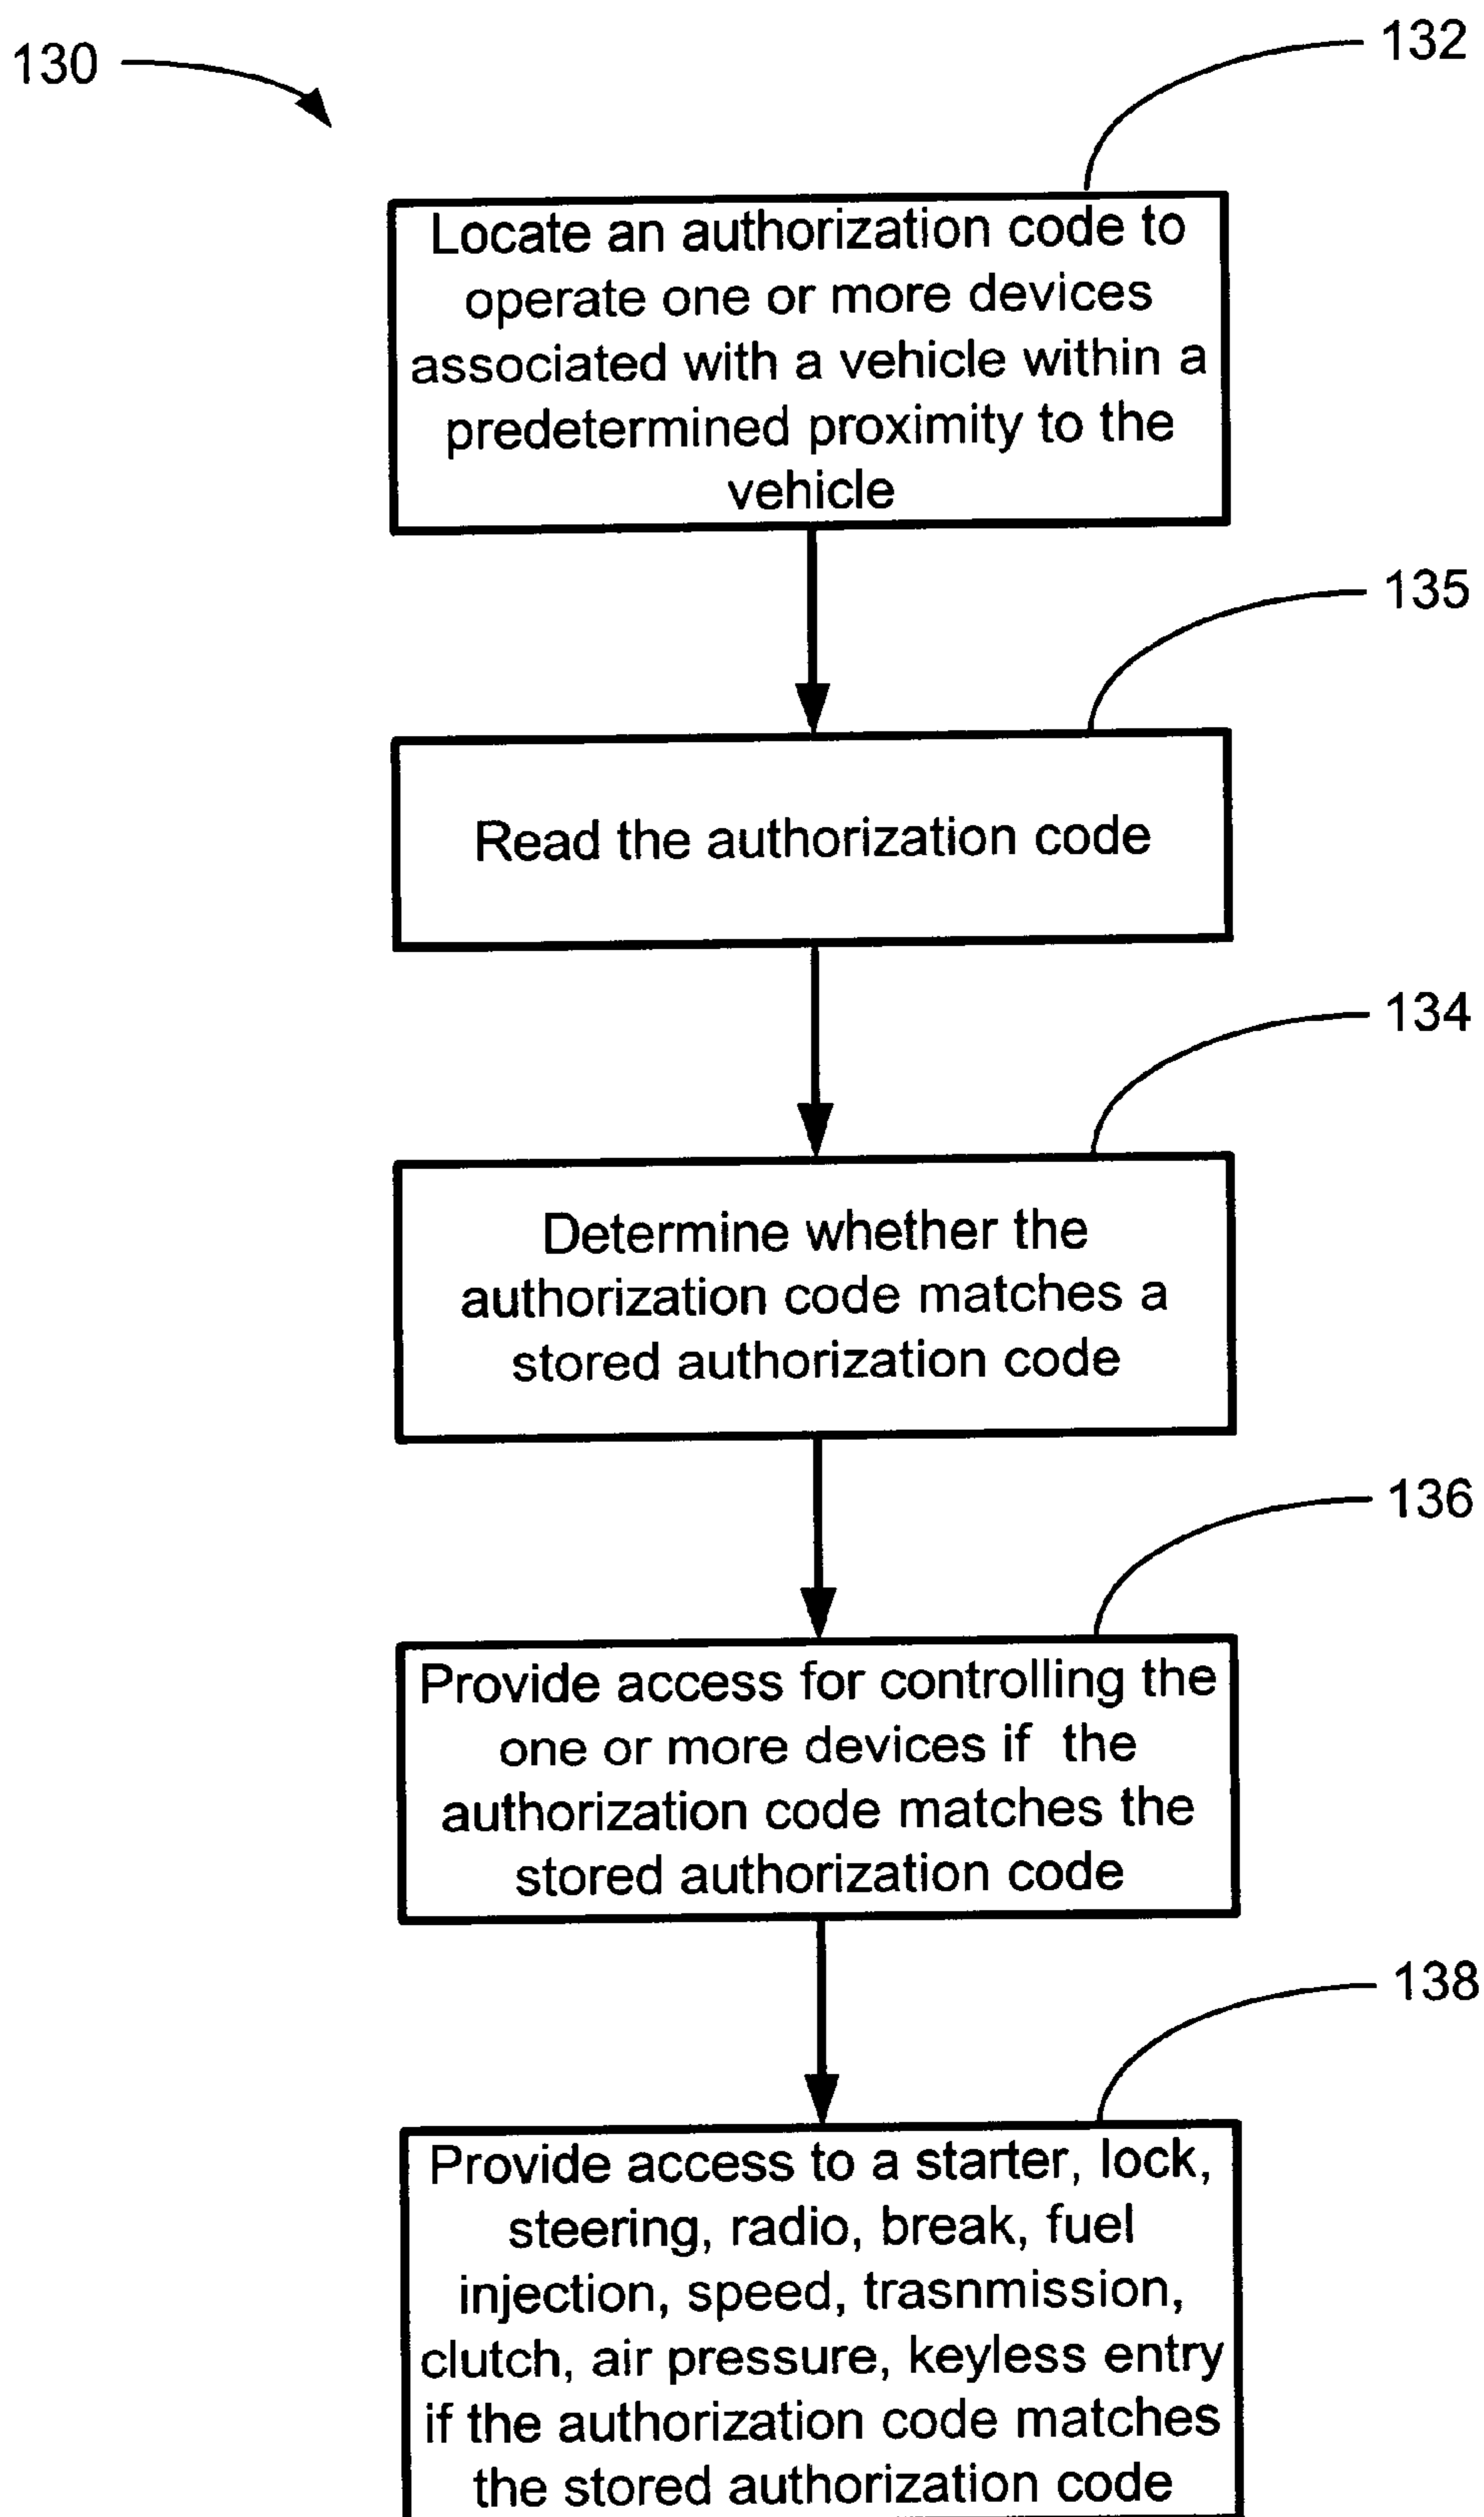 130
132
Locate an authorization code to
operate one or more devices
associated with a vehicle within a
predetermined proximity to the
vehicle
135
Read the authorization code
134
Determine whether the
authorization code matches a
stored authorization code
136
Provide access for controlling the
one or more devices if the
authorization code matches the
stored authorization code
138
Provide access to a starter, lock,
steering, radio, break, fuel
injection, speed, trasnmission,
clutch, air pressure, keyless entry
if the authorization code matches
the stored authorization code